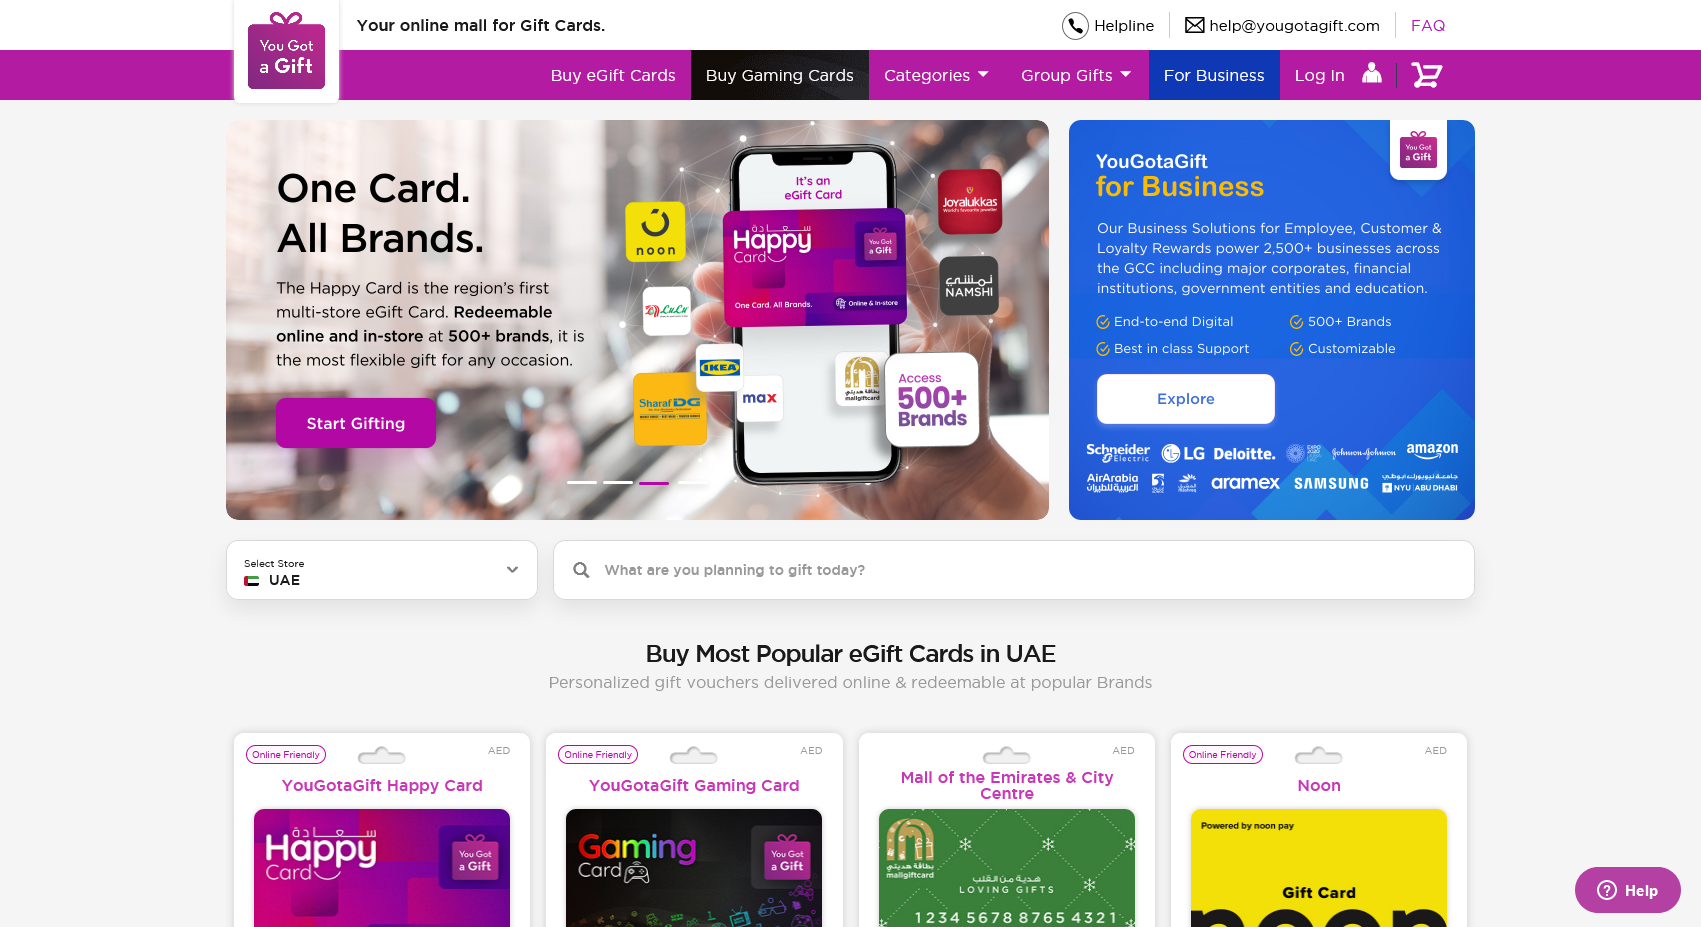 You Got
a Gift
Your online mall for Gift Cards.
Helpline
help@yougotagift.com
FAQ
Buy eGift Cards
Buy Gaming Cards
Categories
Group Gifts
For Business
Log In
One Card.
All Brands.
The Happy Card is the region's first
multi-store eGift Card. Redeemable
online and in-store at 500+ brands, it is
the most flexible gift for any occasion.
Start Gifting
It's an
eGift Card
سعادة
Happy
Card
You Got
a Gift
One Card. All Brands.
Online & In-store
noon
LuLu
IKEA
Sharaf DG
max
Joyalukkas
World's favourite jeweller
نمشي
NAMSHI
بطاقة هديتي
mallgiftcard
Access
500+
Brands
YouGotaGift
for Business
You Got
a Gift
Our Business Solutions for Employee, Customer &
Loyalty Rewards power 2,500+ businesses across
the GCC including major corporates, financial
institutions, government entities and education.
End-to-end Digital
500+ Brands
Best in class Support
Customizable
Explore
Schneider
Electric
LG
Deloitte.
Johnson&Johnson
amazon
AirArabia
العربية للطيران
aramex
SAMSUNG
جامعة نيويورك أبوظبي
NYU ABU DHABI
Select Store
UAE
What are you planning to gift today?
Buy Most Popular eGift Cards in UAE
Personalized gift vouchers delivered online & redeemable at popular Brands
Online Friendly
AED
YouGotaGift Happy Card
سعادة
Happy
Card
You Got
a Gift
Online Friendly
AED
YouGotaGift Gaming Card
Gaming
Card
You Got
a Gift
AED
Mall of the Emirates & City
Centre
بطاقة هديتي
mallgiftcard
هدية من القلب
LOVING GIFTS
1234 5678 8765 4321
Online Friendly
AED
Noon
Powered by noon pay
Gift Card
noon
Help